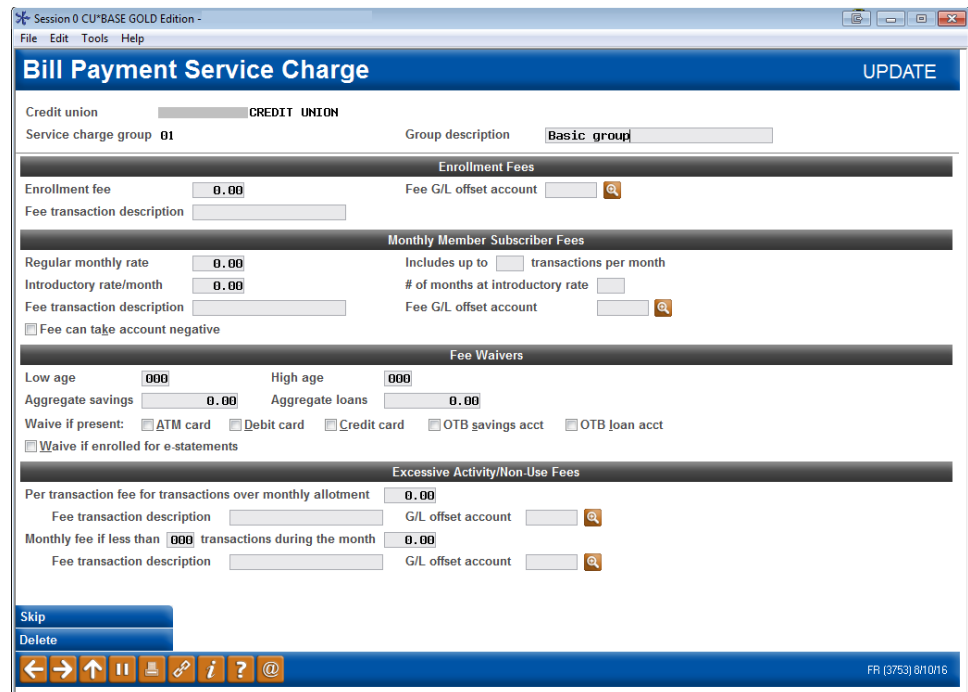 Session 0 CU*BASE GOLD Edition -
File Edit Tools Help
Bill Payment Service Charge UPDATE
Credit union CREDIT UNION
Service charge group 01 Group description Basic group
Enrollment Fees
Enrollment fee 0.00 Fee G/L offset account
Fee transaction description
Monthly Member Subscriber Fees
Regular monthly rate 0.00 Includes up to transactions per month
Introductory rate/month 0.00 # of months at introductory rate
Fee transaction description Fee G/L offset account
Fee can take account negative
Fee Waivers
Low age 000 High age 000
Aggregate savings 0.00 Aggregate loans 0.00
Waive if present: ATM card Debit card Credit card OTB savings acct OTB loan acct
Waive if enrolled for e-statements
Excessive Activity/Non-Use Fees
Per transaction fee for transactions over monthly allotment 0.00
Fee transaction description G/L offset account
Monthly fee if less than 000 transactions during the month 0.00
Fee transaction description G/L offset account
Skip
Delete
i ? @ FR (3753) 8/10/16